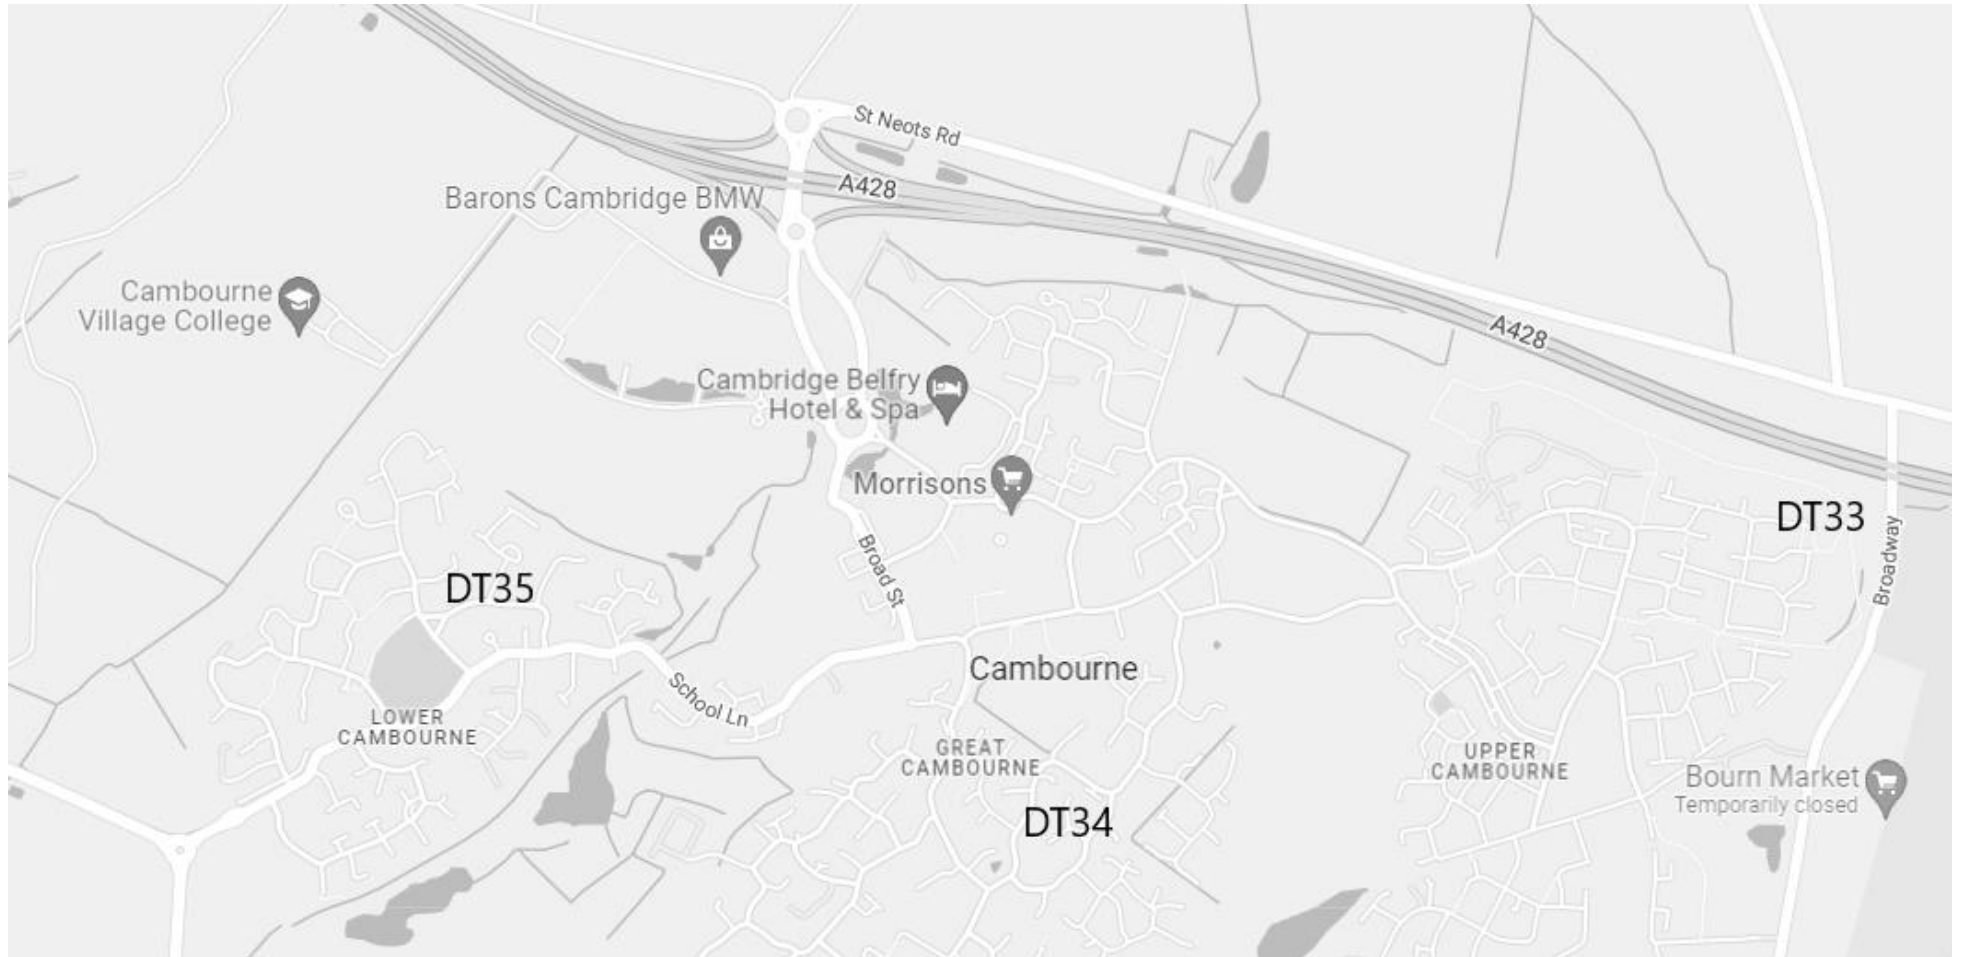 St Neots Rd
A428
Barons Cambridge BMW
Cambourne
Village College
A428
Cambridge Belfry
Hotel & Spa
Morrisons
DT33
Broad St
Broadway
DT35
Cambourne
School Ln
LOWER
CAMBOURNE
GREAT
CAMBOURNE
UPPER
CAMBOURNE
Bourn Market
Temporarily closed
DT34